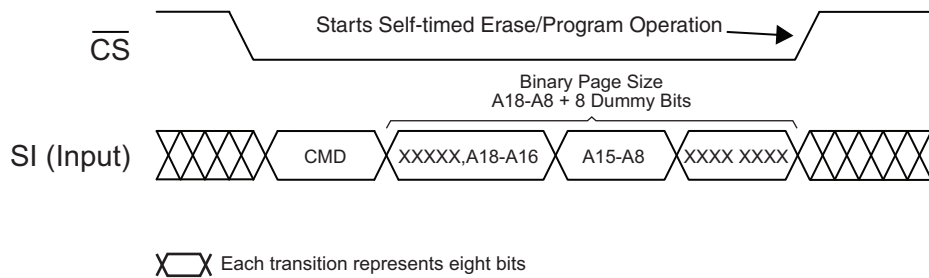 Starts Self-timed Erase/Program Operation
CS
Binary Page Size
A18-A8 + 8 Dummy Bits
SI (Input)
CMD
XXXXX,A18-A16
A15-A8
XXXX XXXX
Each transition represents eight bits